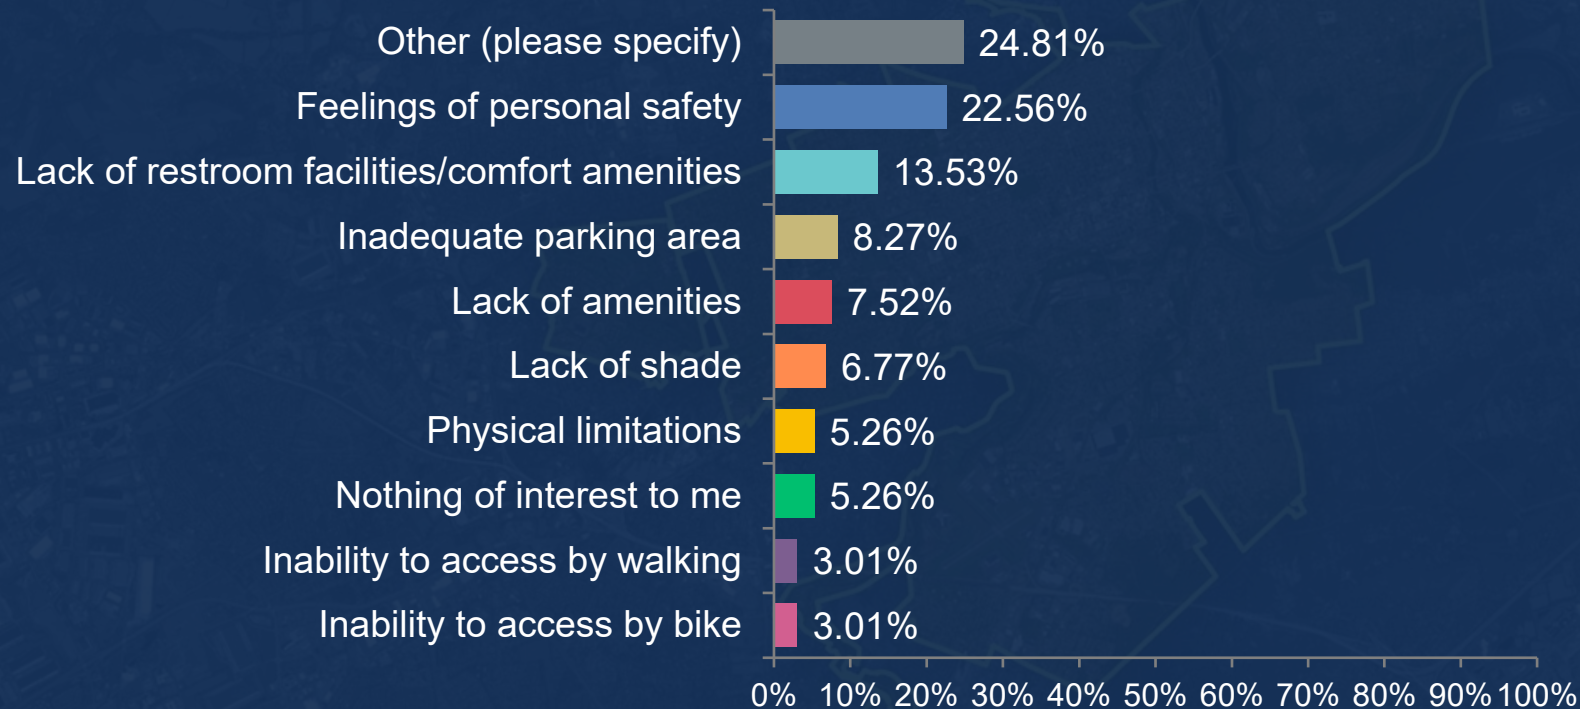 Other (please specify) 24.81%
Feelings of personal safety 22.56%
Lack of restroom facilities/comfort amenities 13.53%
Inadequate parking area 8.27%
Lack of amenities 7.52%
Lack of shade 6.77%
Physical limitations 5.26%
Nothing of interest to me 5.26%
Inability to access by walking 3.01%
Inability to access by bike 3.01%
0% 10% 20% 30% 40% 50% 60% 70% 80% 90% 100%